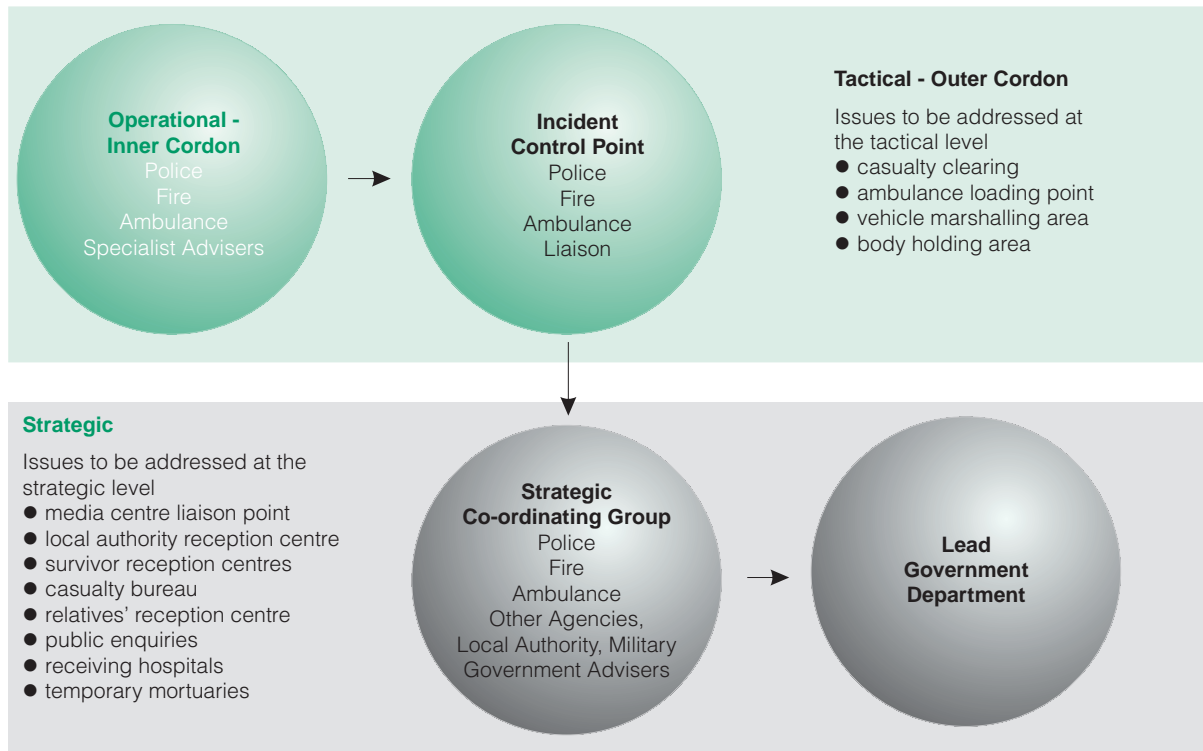 Operational -
Inner Cordon
Police
Fire
Ambulance
Specialist Advisers
Incident
Control Point
Police
Fire
Ambulance
Liaison
Tactical - Outer Cordon
Issues to be addressed at
the tactical level
● casualty clearing
● ambulance loading point
● vehicle marshalling area
● body holding area
Strategic
Issues to be addressed at the
strategic level
● media centre liaison point
● local authority reception centre
● survivor reception centres
● casualty bureau
● relatives’ reception centre
● public enquiries
● receiving hospitals
● temporary mortuaries
Strategic
Co-ordinating Group
Police
Fire
Ambulance
Other Agencies,
Local Authority, Military
Government Advisers
Lead
Government
Department